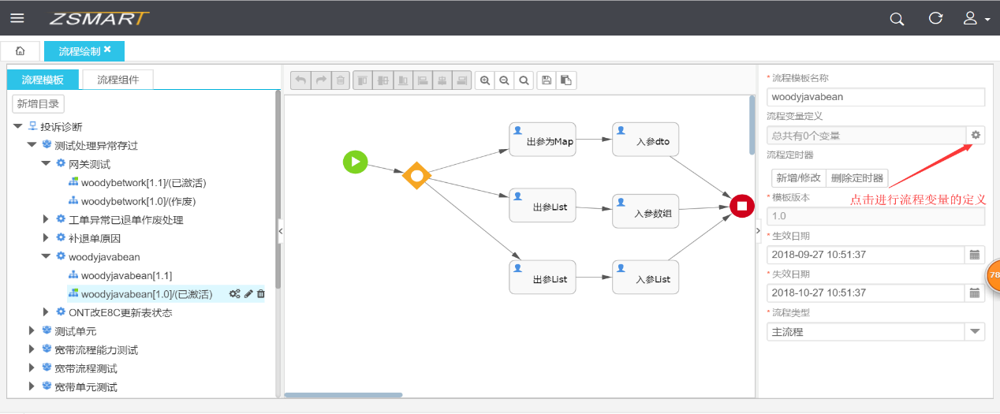 ZSMART
流程绘制
流程模板
流程组件
新增目录
投诉诊断
测试处理异常存过
网关测试
woodybetwork[1.1]/(已激活)
woodybetwork[1.0]/(作废)
工单异常已退单作废处理
补退单原因
woodyjavabean
woodyjavabean[1.1]
woodyjavabean[1.0]/(已激活)
ONT改E8C更新表状态
测试单元
宽带流程能力测试
宽带流程测试
宽带单元测试
出参为Map
入参dto
出参List
入参数组
出参List
入参List
* 流程模板名称
woodyjavabean
流程变量定义
总共有0个变量
流程定时器
新增/修改
删除定时器
点击进行流程变量的定义
* 模板版本
1.0
* 生效日期
2018-09-27 10:51:37
* 失效日期
2018-10-27 10:51:37
* 流程类型
主流程
78